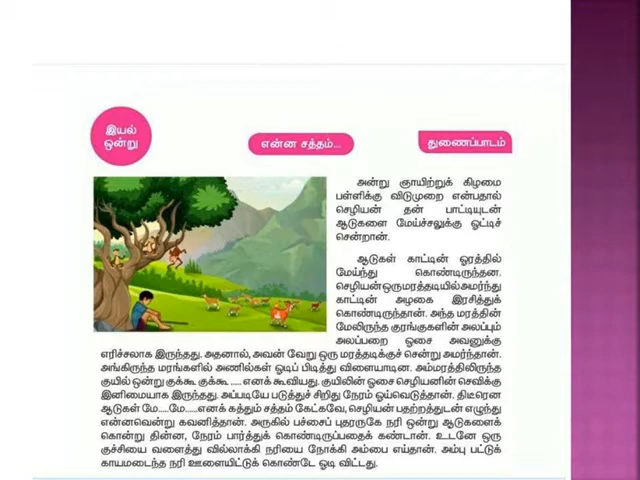 இயல்
ஒன்று
என்ன சத்தம்...
துணைப்பாடம்
அன்று ஞாயிற்றுக் கிழமை
பள்ளிக்கு விடுமுறை என்பதால்
செழியன் தன் பாட்டியுடன்
ஆடுகளை மேய்ச்சலுக்கு ஓட்டிச்
சென்றான்.
ஆடுகள் காட்டின் ஓரத்தில்
மேய்ந்து கொண்டிருந்தன.
செழியன் ஒரு மரத்தடியில் அமர்ந்து
காட்டின் அழகை இரசித்துக்
கொண்டிருந்தான். அந்த மரத்தின்
மேலிருந்த குரங்குகளின் அலப்பும்
அலப்பறை ஓசை அவனுக்கு
எரிச்சலாக இருந்தது. அதனால், அவன் வேறு ஒரு மரத்தடிக்குச் சென்று அமர்ந்தான்.
அங்கிருந்த மரங்களில் அணில்கள் ஓடிப் பிடித்து விளையாடின. அம்மரத்திலிருந்த
குயில் ஒன்று குக்கூ குக்கூ ..... எனக் கூவியது. குயிலின் ஓசை செழியனின் செவிக்கு
இனிமையாக இருந்தது. அப்படியே படுத்துச் சிறிது நேரம் ஓய்வெடுத்தான். திடீரென
ஆடுகள் மே.....மே......எனக் கத்தும் சத்தம் கேட்கவே, செழியன் பதற்றத்துடன் எழுந்து
என்னவென்று கவனித்தான். அருகில் பச்சைப் புதரருகே நரி ஒன்று ஆடுகளைக்
கொன்று தின்ன, நேரம் பார்த்துக் கொண்டிருப்பதைக் கண்டான். உடனே ஒரு
குச்சியை வளைத்து வில்லாக்கி நரியை நோக்கி அம்பை எய்தான். அம்பு பட்டுக்
காயமடைந்த நரி ஊளையிட்டுக் கொண்டே ஓடி விட்டது.